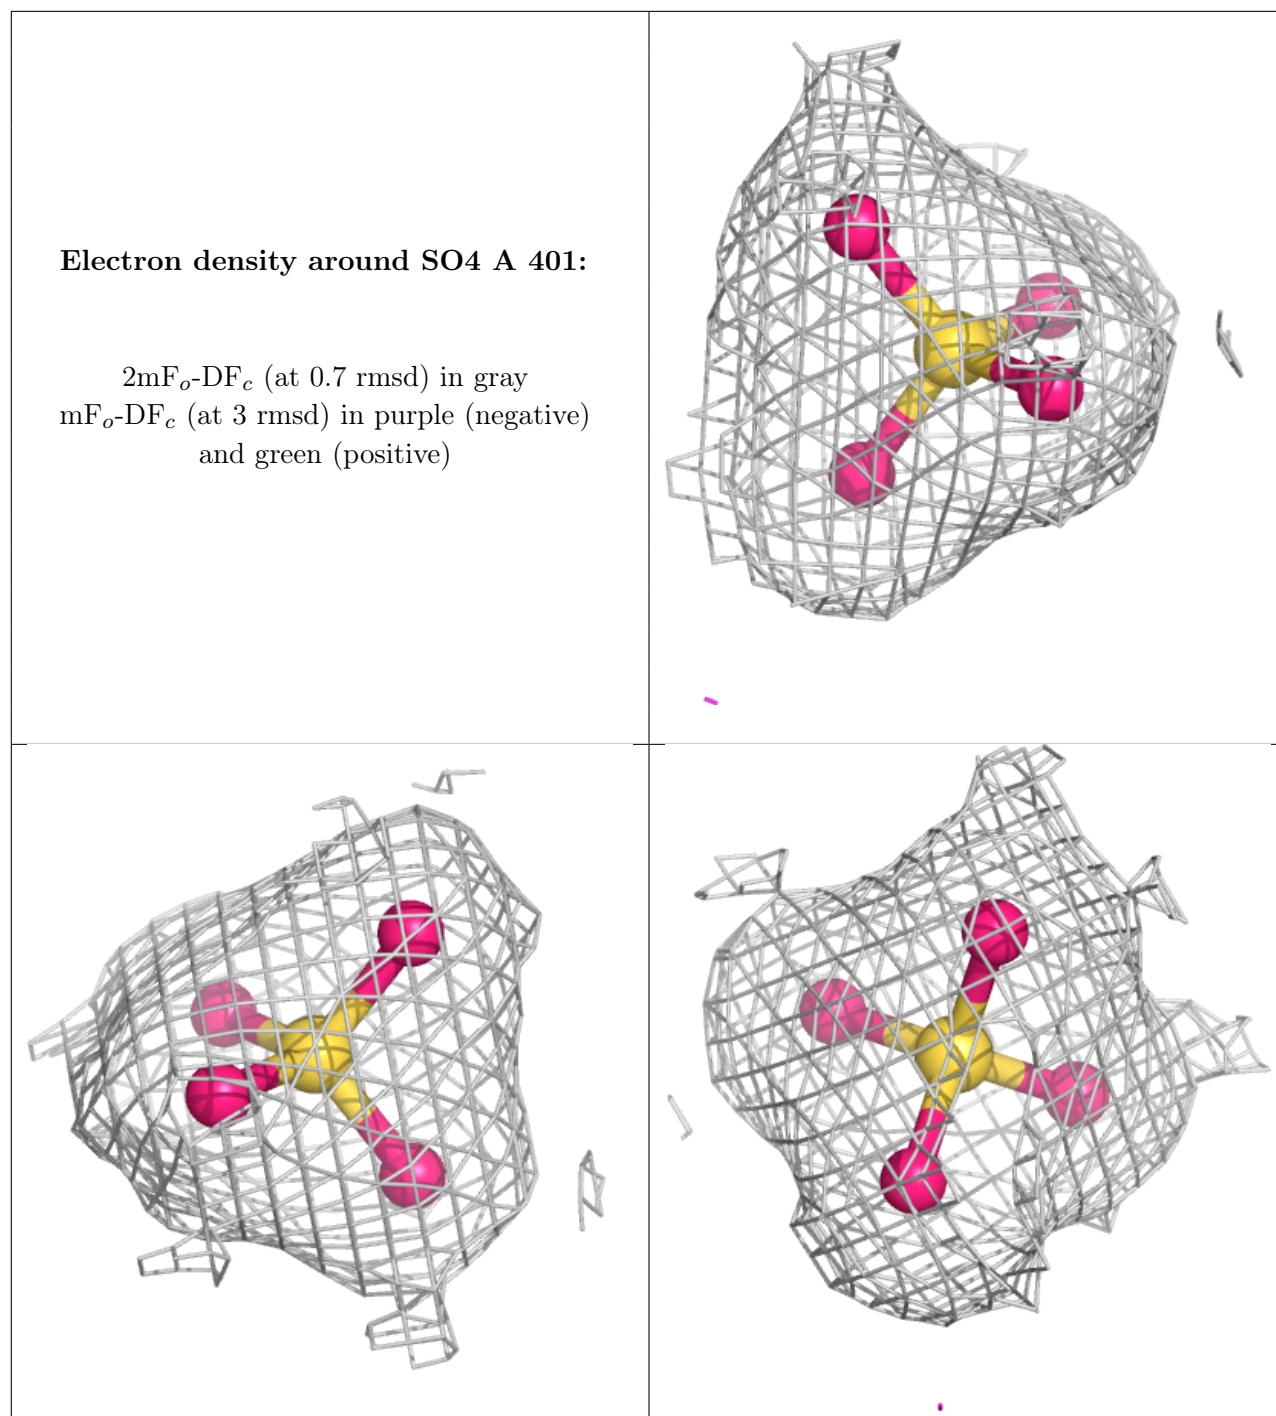 Electron density around SO4 A 401:
2mFo-DFc (at 0.7 rmsd) in gray
mFo-DFc (at 3 rmsd) in purple (negative)
and green (positive)